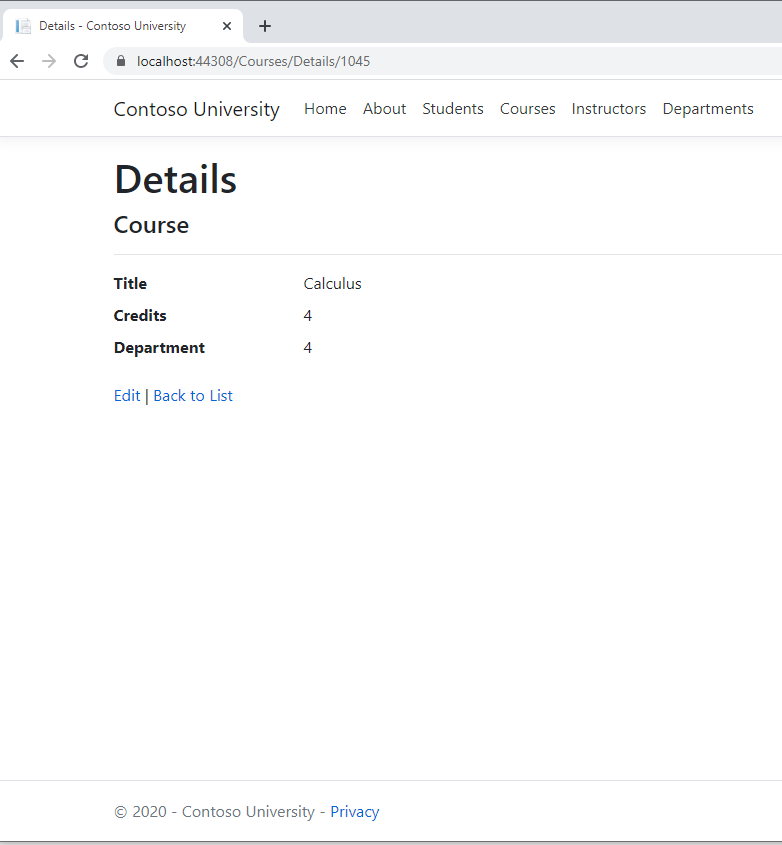 Details - Contoso University
localhost:44308/Courses/Details/1045
Contoso University Home About Students Courses Instructors Departments
Details
Course
Title Calculus
Credits 4
Department 4
Edit | Back to List
© 2020 - Contoso University - Privacy